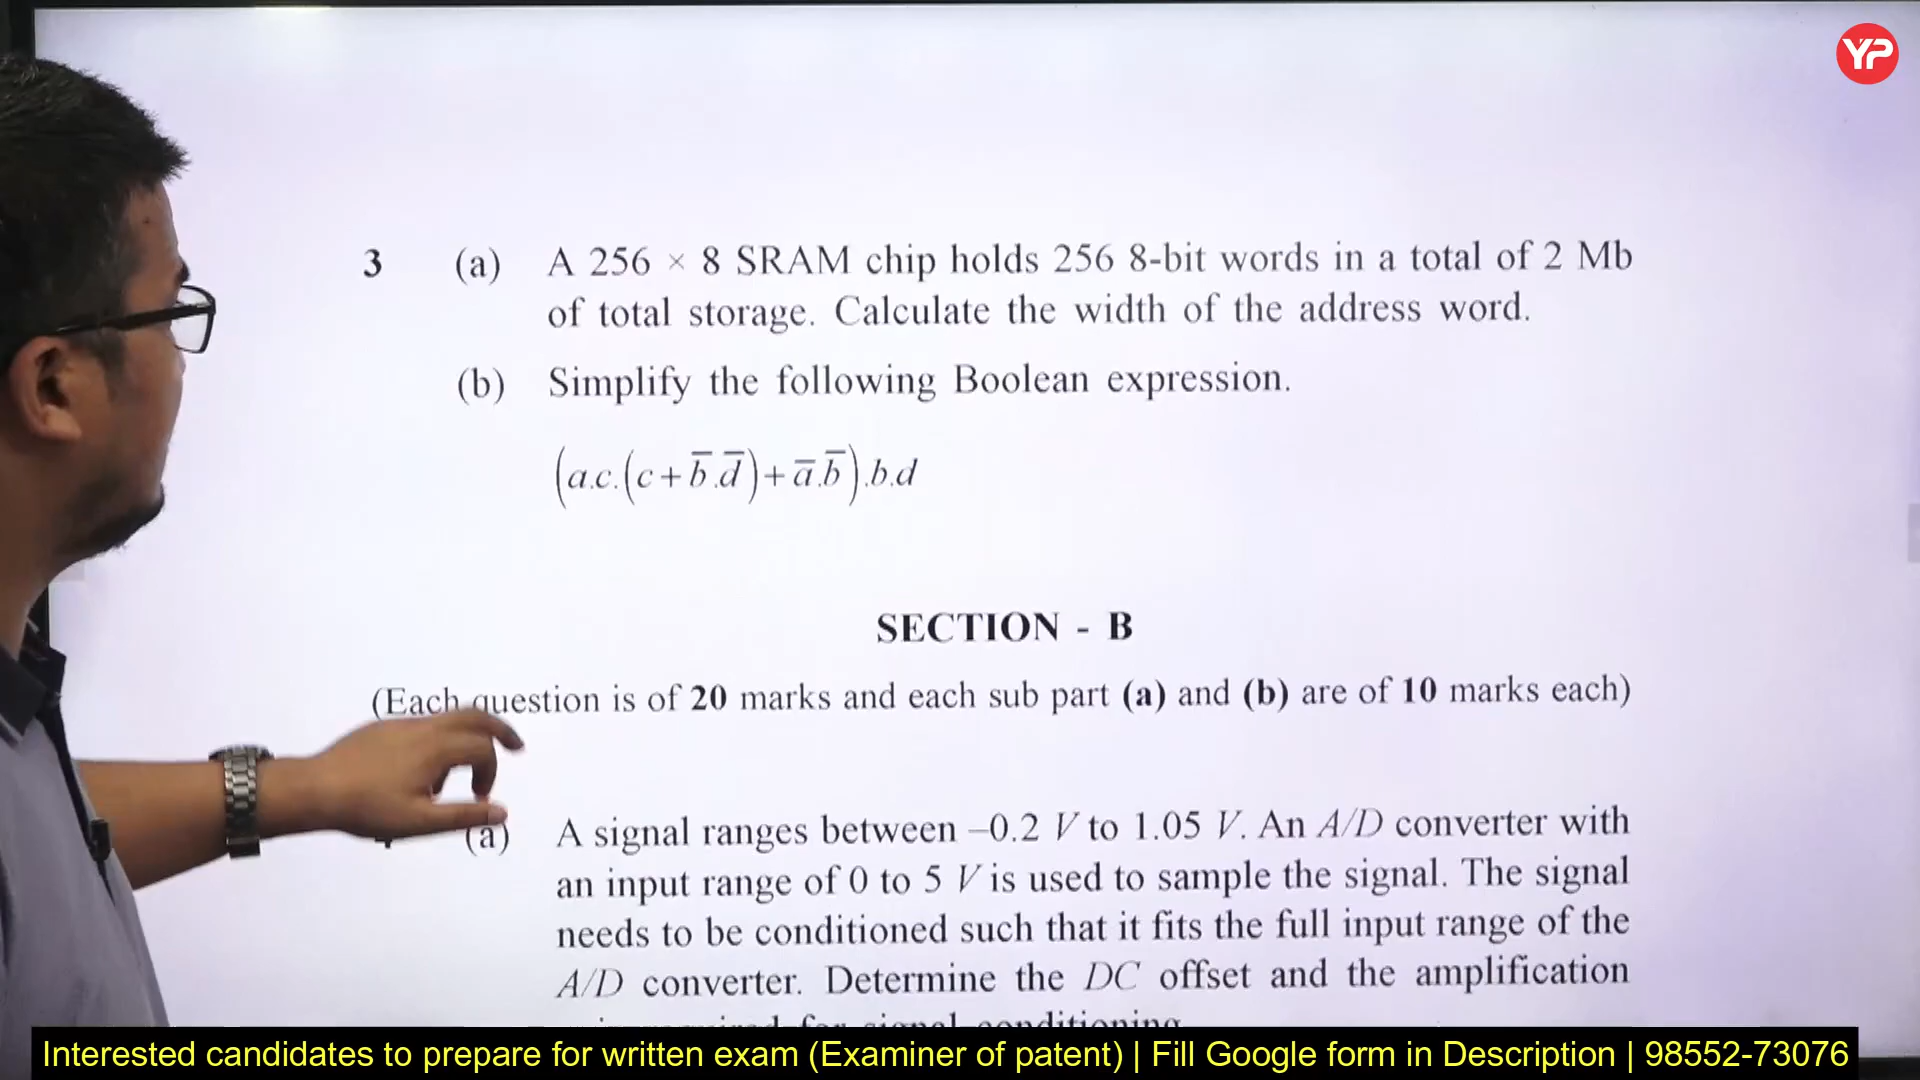 YP
3 (a) A 256 × 8 SRAM chip holds 256 8-bit words in a total of 2 Mb
of total storage. Calculate the width of the address word.
(b) Simplify the following Boolean expression.
(a.c.(c+b̅.d̅)+a̅.b̅).b.d
SECTION - B
(Each question is of 20 marks and each sub part (a) and (b) are of 10 marks each)
(a) A signal ranges between –0.2 V to 1.05 V. An A/D converter with
an input range of 0 to 5 V is used to sample the signal. The signal
needs to be conditioned such that it fits the full input range of the
A/D converter. Determine the DC offset and the amplification
for signal conditioning
Interested candidates to prepare for written exam (Examiner of patent) | Fill Google form in Description | 98552-73076